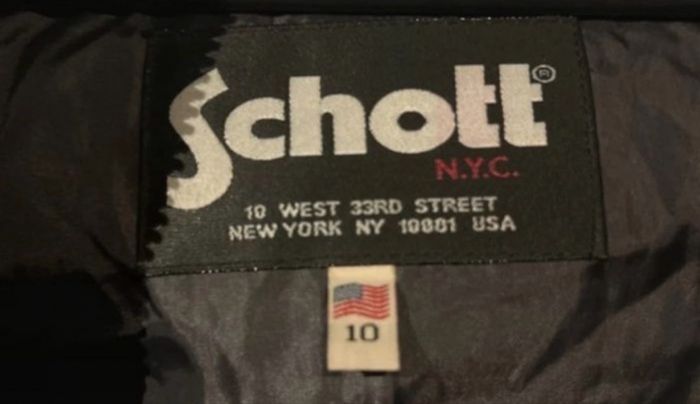 Schott®
N.Y.C.
10 WEST 33RD STREET
NEW YORK NY 10001 USA
10